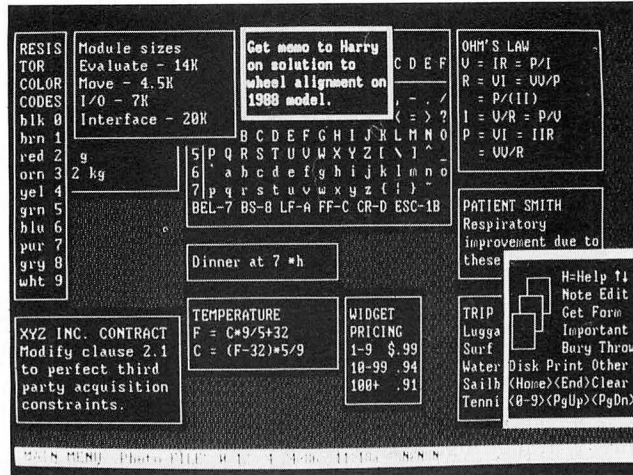 RESIS
TOR
COLOR
CODES
blk 0
brn 1
red 2
orn 3
yel 4
grn 5
blu 6
pur 7
gry 8
wht 9
Module sizes
Evaluate - 14K
Move - 4.5K
I/O - 7K
Interface - 20K
g
2 kg
Get memo to Harry
on solution to
wheel alignment on
1988 model.
C D E F
, - . /
< = > ?
B C D E F G H I J K L M N O
5 P Q R S T U V W X Y Z [ \ ] ^ _
6 ` a b c d e f g h i j k l m n o
7 p q r s t u v w x y z { | } ~
BEL-7 BS-8 LF-A FF-C CR-D ESC-1B
OHM'S LAW
V = IR = P/I
R = VI = VV/P
= P/(II)
I = V/R = P/V
P = VI = IIR
= VV/R
PATIENT SMITH
Respiratory
improvement due to
these
Dinner at 7 *h
TEMPERATURE
F = C*9/5+32
C = (F-32)*5/9
WIDGET
PRICING
1-9 $.99
10-99 .94
100+ .91
XYZ INC. CONTRACT
Modify clause 2.1
to perfect third
party acquisition
constraints.
TRIP
Lugga
Surf
Water
Sailb
Tenni
H=Help ↑↓
Note Edit
Get Form
Important
Bury Throw
Disk Print Other
<Home><End>Clear
<0-9><PgUp><PgDn>
MAIN MENU